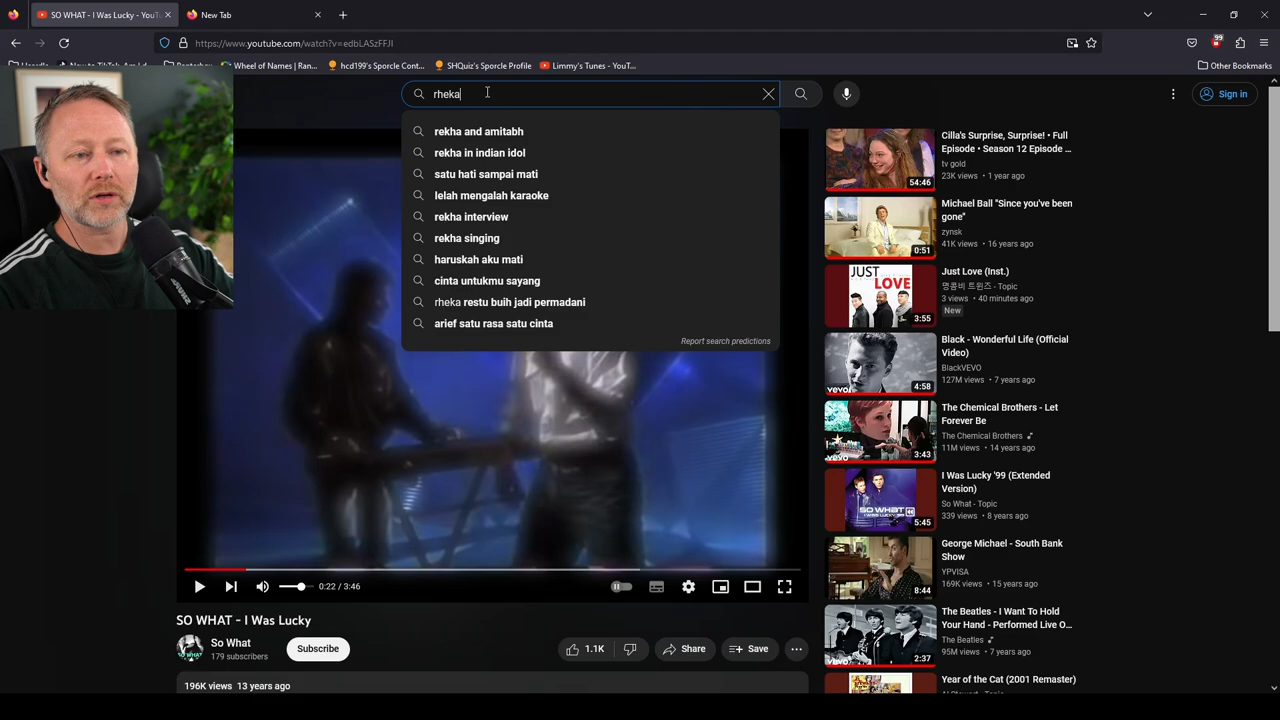 SO WHAT - I Was Lucky - YouT
New Tab
https://www.youtube.com/watch?v=edbLASzFFJI
99
Wheel of Names | Ran...
hcd199's Sporcle Cont...
SHQuiz's Sporcle Profile
Limmy's Tunes - YouT...
Other Bookmarks
rheka
Sign in
rekha and amitabh
rekha in indian idol
satu hati sampai mati
lelah mengalah karaoke
rekha interview
rekha singing
haruskah aku mati
cinta untukmu sayang
rheka restu buih jadi permadani
arief satu rasa satu cinta
Report search predictions
0:22 / 3:46
SO WHAT - I Was Lucky
So What
179 subscribers
Subscribe
1.1K
Share
Save
196K views  13 years ago
54:46
Cilla's Surprise, Surprise! • Full
Episode • Season 12 Episode ...
tv gold
23K views • 1 year ago
0:51
Michael Ball "Since you've been
gone"
zynsk
41K views • 16 years ago
JUST
LOVE
3:55
Just Love (Inst.)
명콤비 트윈즈 - Topic
3 views • 40 minutes ago
New
vevo
4:58
Black - Wonderful Life (Official
Video)
BlackVEVO
127M views • 7 years ago
vevo
3:43
The Chemical Brothers - Let
Forever Be
The Chemical Brothers
11M views • 14 years ago
SO WHAT
I WAS LUCKY
5:45
I Was Lucky '99 (Extended
Version)
So What - Topic
339 views • 8 years ago
8:44
George Michael - South Bank
Show
YPVISA
169K views • 15 years ago
vevo
2:37
The Beatles - I Want To Hold
Your Hand - Performed Live O...
The Beatles
95M views • 7 years ago
Year of the Cat (2001 Remaster)